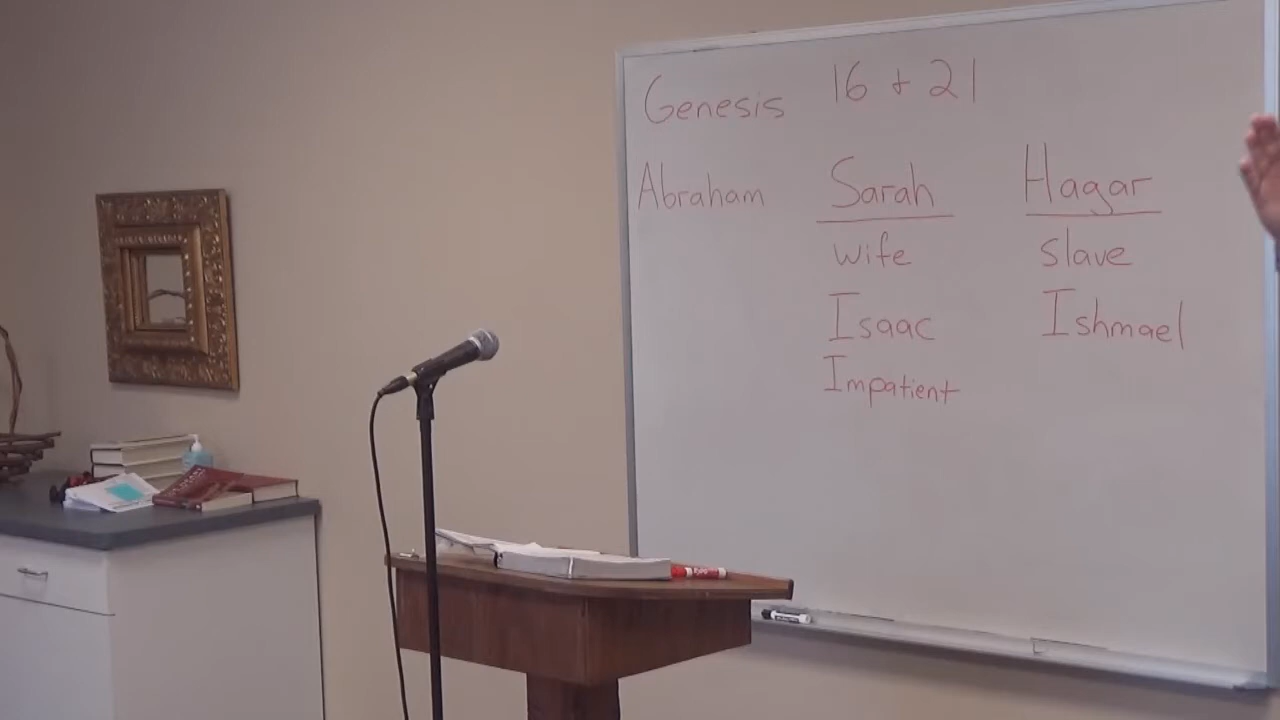 Genesis 16 + 21
Abraham Sarah Hagar
wife slave
Isaac Ishmael
Impatient